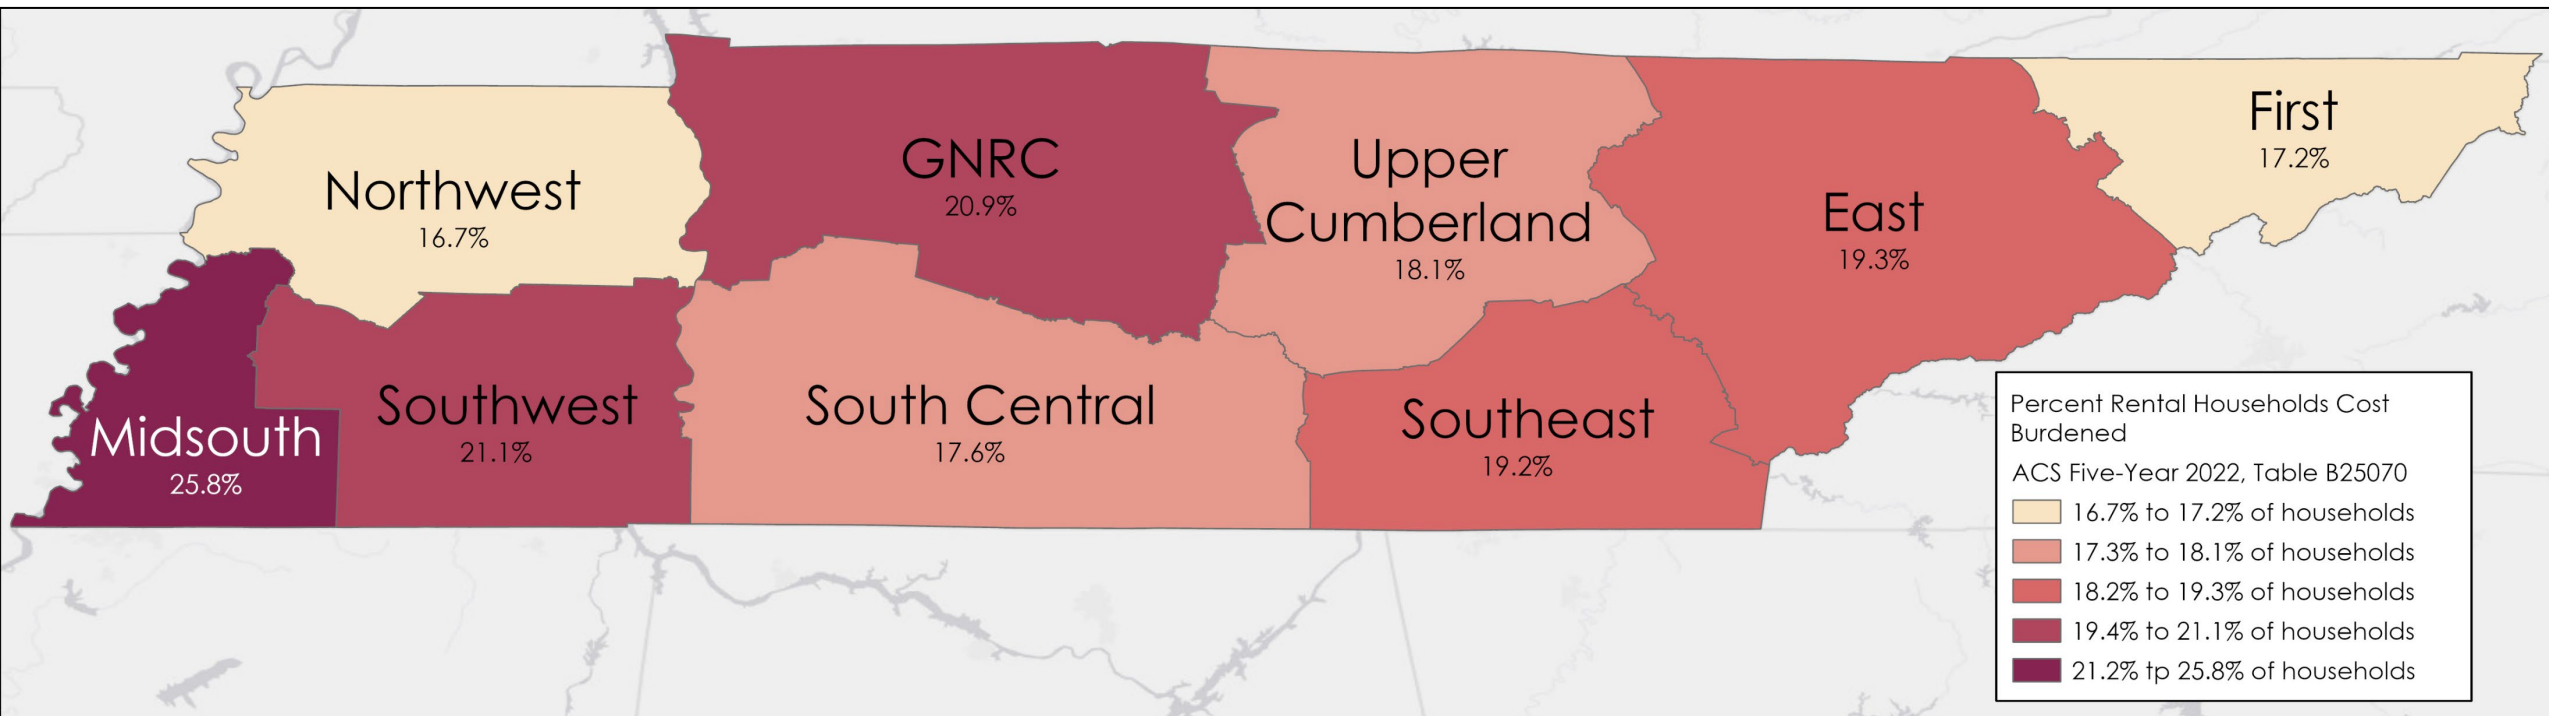 Northwest
16.7%
GNRC
20.9%
Upper
Cumberland
18.1%
East
19.3%
First
17.2%
Midsouth
25.8%
Southwest
21.1%
South Central
17.6%
Southeast
19.2%
Percent Rental Households Cost
Burdened
ACS Five-Year 2022, Table B25070
16.7% to 17.2% of households
17.3% to 18.1% of households
18.2% to 19.3% of households
19.4% to 21.1% of households
21.2% tp 25.8% of households